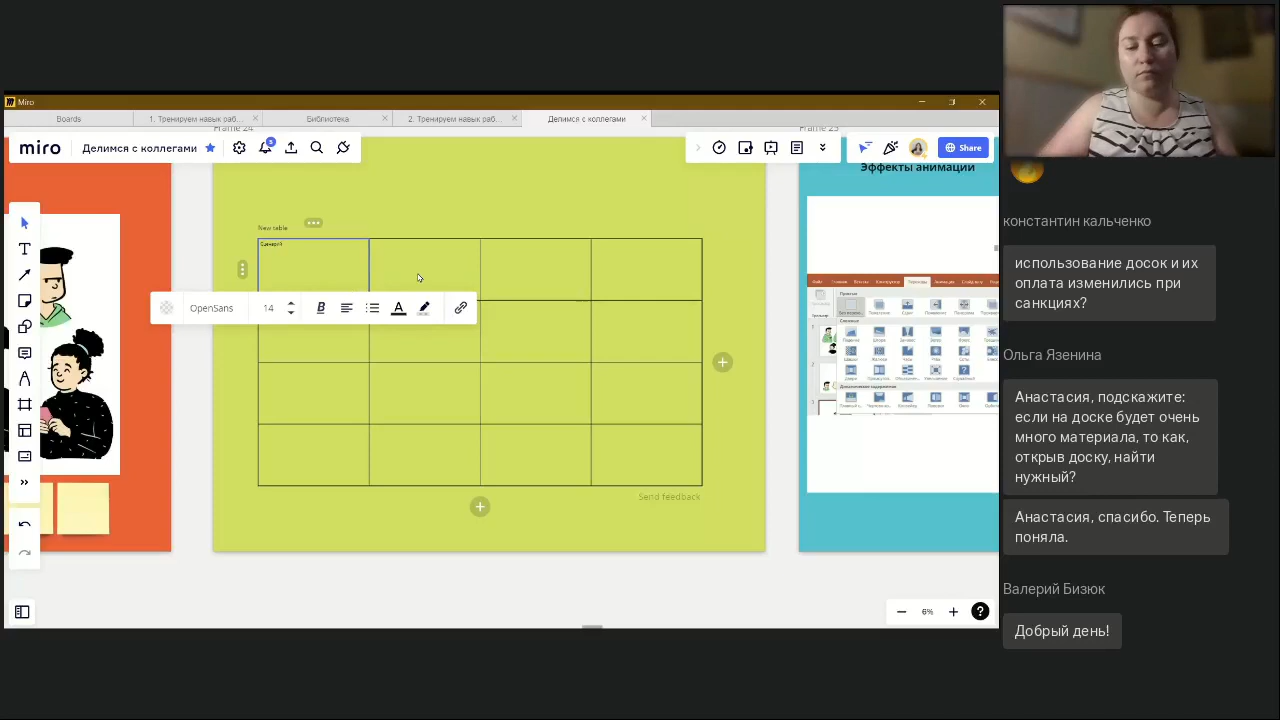 Miro
Boards
1. Тренируем навык раб...
Библиотека
2. Тренируем навык раб...
Делимся с коллегами
Frame 24
Frame 25
miro
Делимся с коллегами
5
Share
Эффекты анимации
New table
Сценарий
OpenSans
14
B
A
Send feedback
6%
константин кальченко
использование досок и их
оплата изменились при
санкциях?
Ольга Язенина
Анастасия, подскажите:
если на доске будет очень
много материала, то как,
открыв доску, найти
нужный?
Анастасия, спасибо. Теперь
поняла.
Валерий Бизюк
Добрый день!